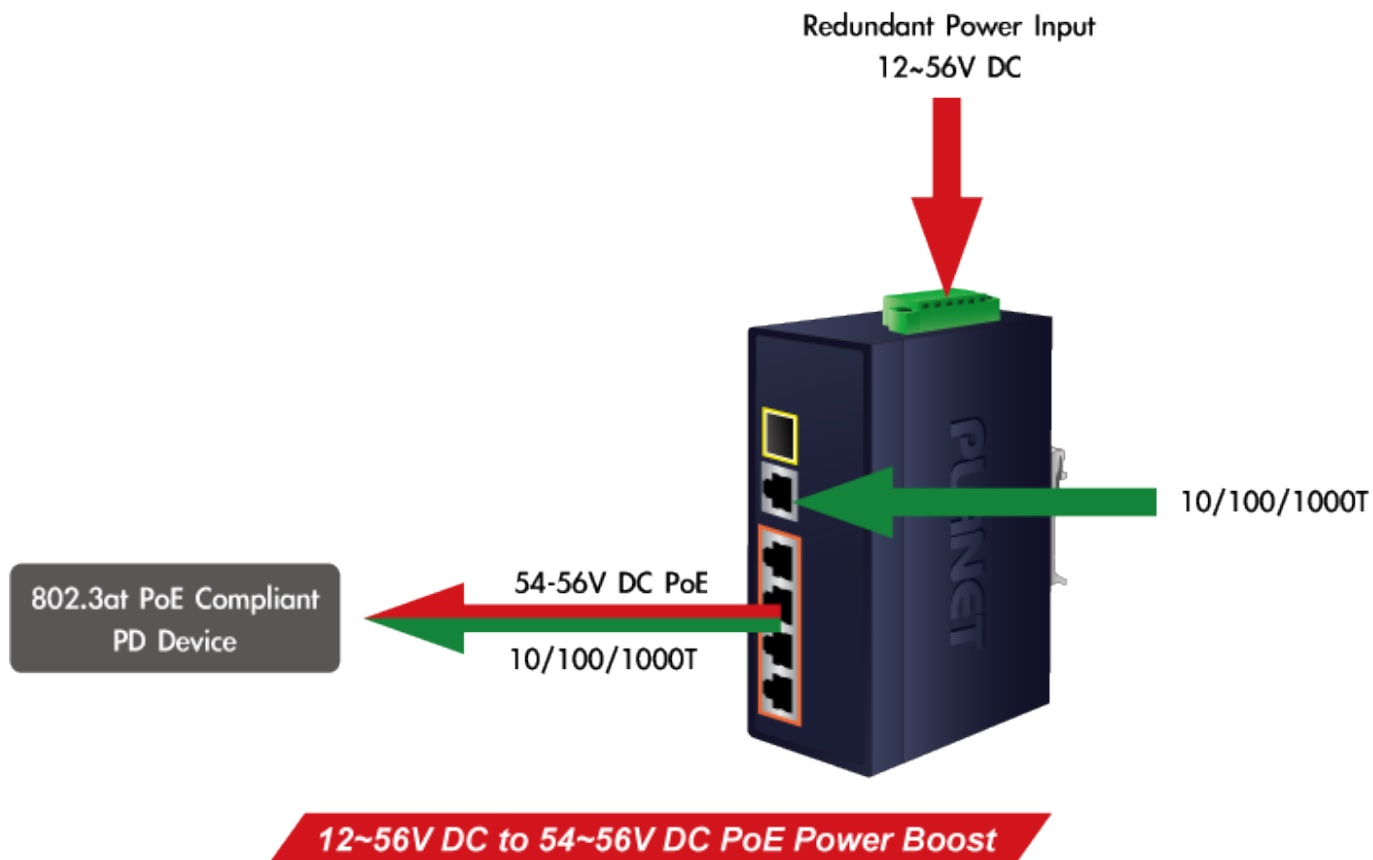 Redundant Power Input
12~56V DC
PLANET
10/100/1000T
54-56V DC PoE
802.3at PoE Compliant
PD Device
10/100/1000T
12~56V DC to 54~56V DC PoE Power Boost